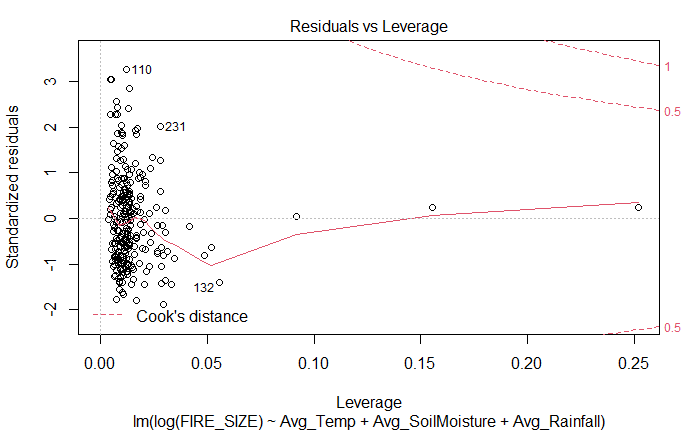 Residuals vs Leverage
Standardized residuals
3
2
1
0
-1
-2
110
231
132
1
0.5
0.5
Cook's distance
0.00 0.05 0.10 0.15 0.20 0.25
Leverage
lm(log(FIRE_SIZE) ~ Avg_Temp + Avg_SoilMoisture + Avg_Rainfall)